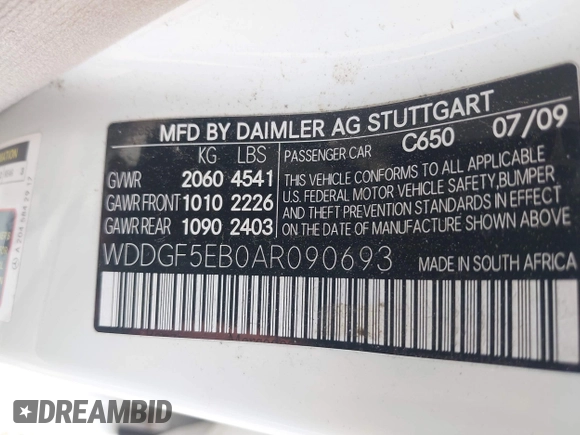 MFD BY DAIMLER AG STUTTGART
KG LBS PASSENGER CAR C650 07/09
GVWR 2060 4541 THIS VEHICLE CONFORMS TO ALL APPLICABLE
GAWR FRONT 1010 2226 U.S. FEDERAL MOTOR VEHICLE SAFETY, BUMPER
GAWR REAR 1090 2403 AND THEFT PREVENTION STANDARDS IN EFFECT
ON THE DATE OF MANUFACTURE SHOWN ABOVE
WDDGF5EB0AR090693 MADE IN SOUTH AFRICA
DREAMBID